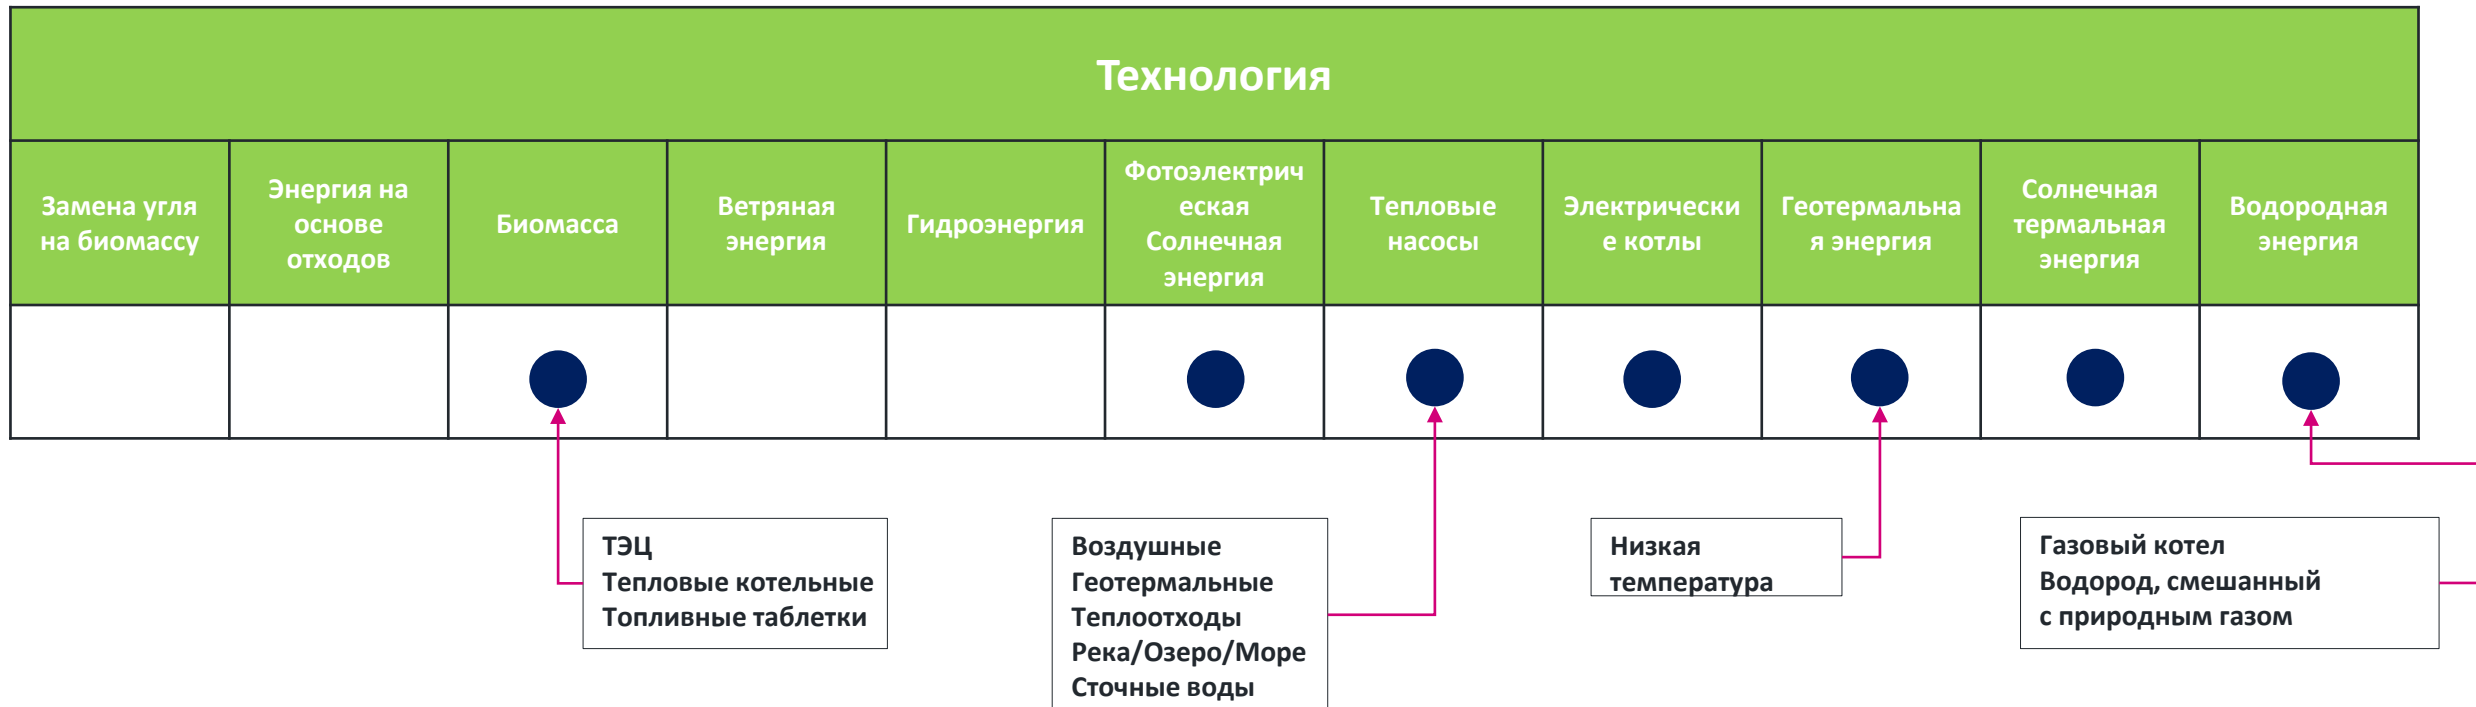 Технология
Замена угля
на биомассу
Энергия на
основе
отходов
Биомасса
Ветряная
энергия
Гидроэнергия
Фотоэлектрич
еская
Солнечная
энергия
Тепловые
насосы
Электрически
е котлы
Геотермальна
я энергия
Солнечная
термальная
энергия
Водородная
энергия
ТЭЦ
Тепловые котельные
Топливные таблетки
Воздушные
Геотермальные
Теплоотходы
Река/Озеро/Море
Сточные воды
Низкая
температура
Газовый котел
Водород, смешанный
с природным газом